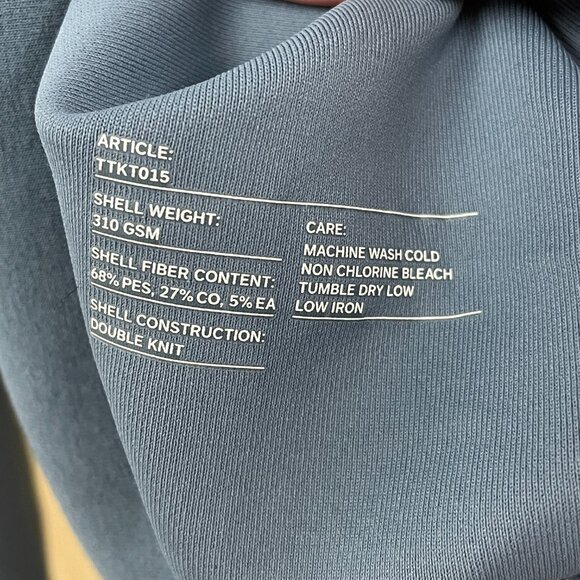 ARTICLE:
TTKT015
SHELL WEIGHT:
310 GSM
SHELL FIBER CONTENT:
68% PES, 27% CO, 5% EA
SHELL CONSTRUCTION:
DOUBLE KNIT
CARE:
MACHINE WASH COLD
NON CHLORINE BLEACH
TUMBLE DRY LOW
LOW IRON